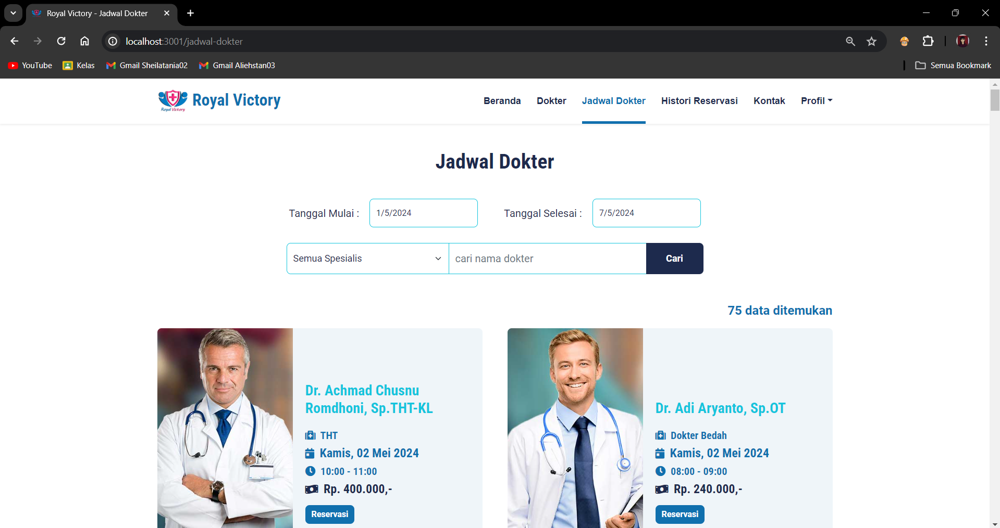 Royal Victory - Jadwal Dokter
localhost:3001/jadwal-dokter
YouTube Kelas Gmail Sheilatania02 Gmail Aliehstan03 Semua Bookmark
Royal Victory Royal Victory Beranda Dokter Jadwal Dokter Histori Reservasi Kontak Profil
Jadwal Dokter
Tanggal Mulai : 1/5/2024 Tanggal Selesai : 7/5/2024
Semua Spesialis cari nama dokter Cari
75 data ditemukan
Dr. Achmad Chusnu
Romdhoni, Sp.THT-KL
THT
Kamis, 02 Mei 2024
10:00 - 11:00
Rp. 400.000,-
Reservasi
Dr. Adi Aryanto, Sp.OT
Dokter Bedah
Kamis, 02 Mei 2024
08:00 - 09:00
Rp. 240.000,-
Reservasi